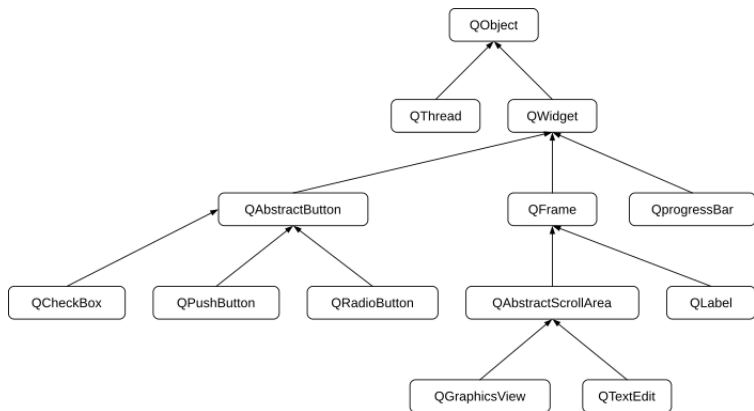 QObject
QThread
QWidget
QAbstractButton
QFrame
QprogressBar
QCheckBox
QPushButton
QRadioButton
QAbstractScrollArea
QLabel
QGraphicsView
QTextEdit